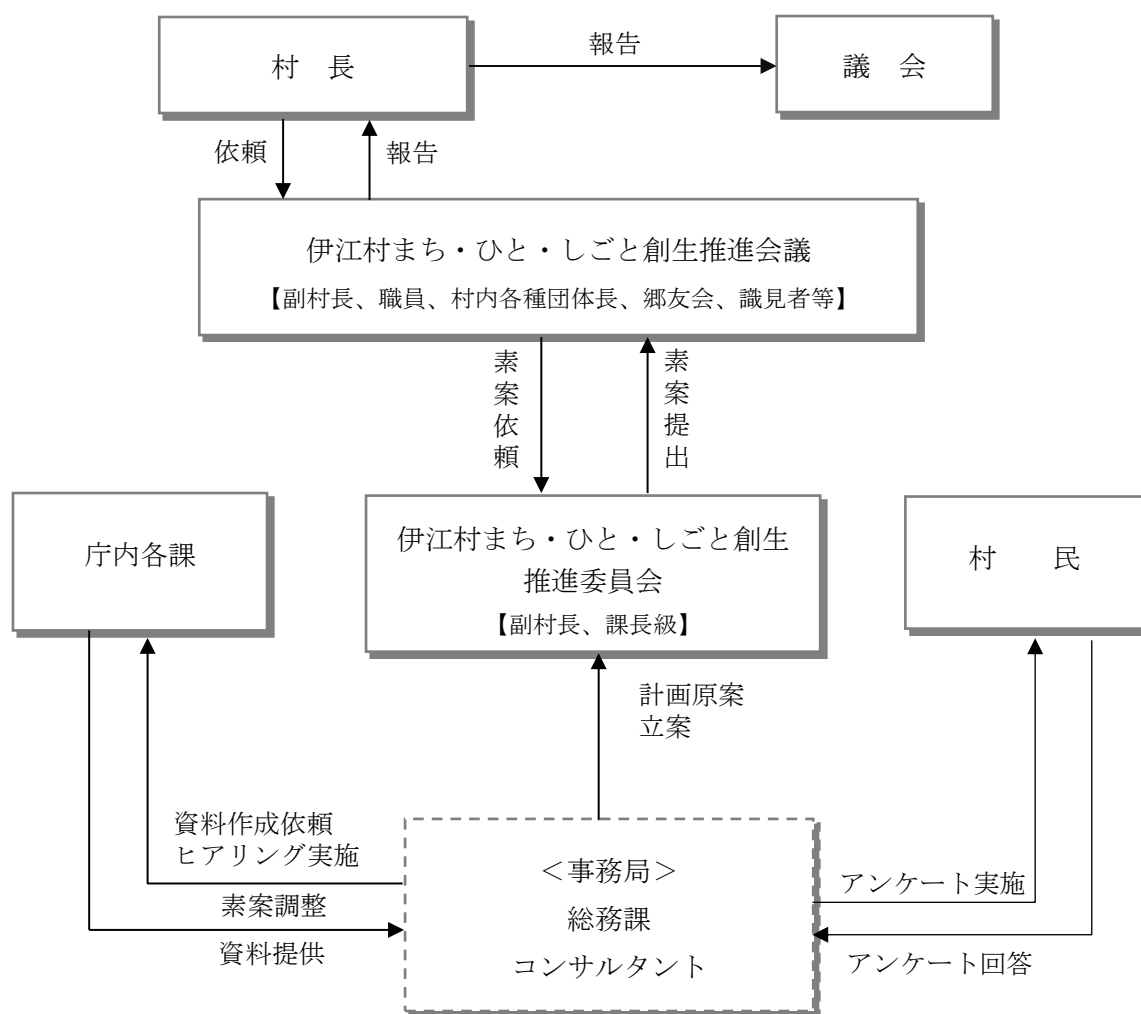 村　長
報告
議　会
依頼
報告
伊江村まち・ひと・しごと創生推進会議
【副村長、職員、村内各種団体長、郷友会、識見者等】
素案依頼
素案提出
庁内各課
伊江村まち・ひと・しごと創生
推進委員会
【副村長、課長級】
村　　民
計画原案
立案
資料作成依頼
ヒアリング実施
素案調整
資料提供
＜事務局＞
総務課
コンサルタント
アンケート実施
アンケート回答